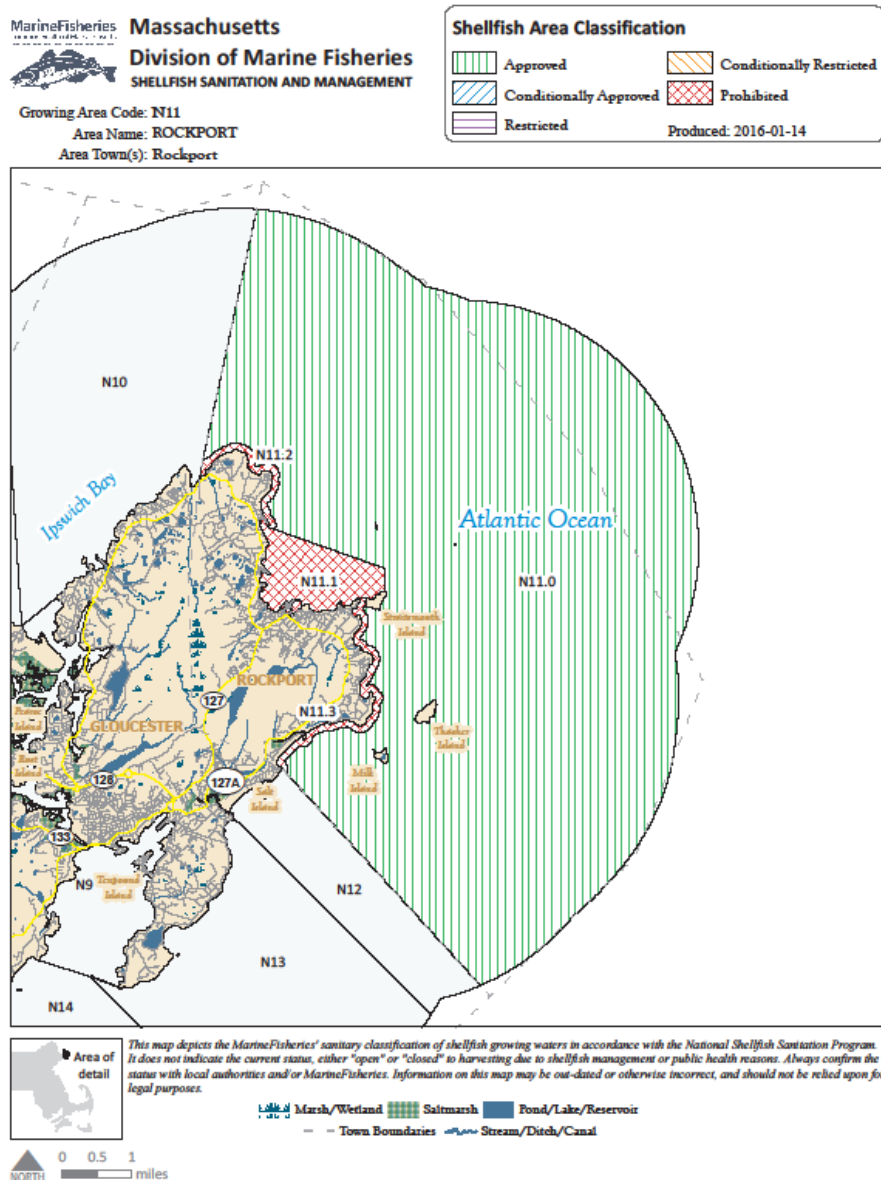 MarineFisheries
Massachusetts
Division of Marine Fisheries
SHELLFISH SANITATION AND MANAGEMENT
Growing Area Code: N11
Area Name: ROCKPORT
Area Town(s): Rockport
Shellfish Area Classification
Approved
Conditionally Restricted
Conditionally Approved
Prohibited
Restricted
Produced: 2016-01-14
N10
N11.2
Ipswich Bay
Atlantic Ocean
N11.1
N11.0
Straitsmouth
Island
ROCKPORT
127
N11.3
GLOUCESTER
Thacher
Island
Island
Rust
Island
Milk
Island
128
127A
Salt
Island
133
N9
Tenpound
Island
N12
N13
N14
Area of
detail
This map depicts the MarineFisheries' sanitary classification of shellfish growing waters in accordance with the National Shellfish Sanitation Program.
It does not indicate the current status, either "open" or "closed" to harvesting due to shellfish management or public health reasons. Always confirm the
status with local authorities and/or MarineFisheries. Information on this map may be out-dated or otherwise incorrect, and should not be relied upon for
legal purposes.
Marsh/Wetland Saltmarsh Pond/Lake/Reservoir
Town Boundaries Stream/Ditch/Canal
NORTH
0 0.5 1
miles